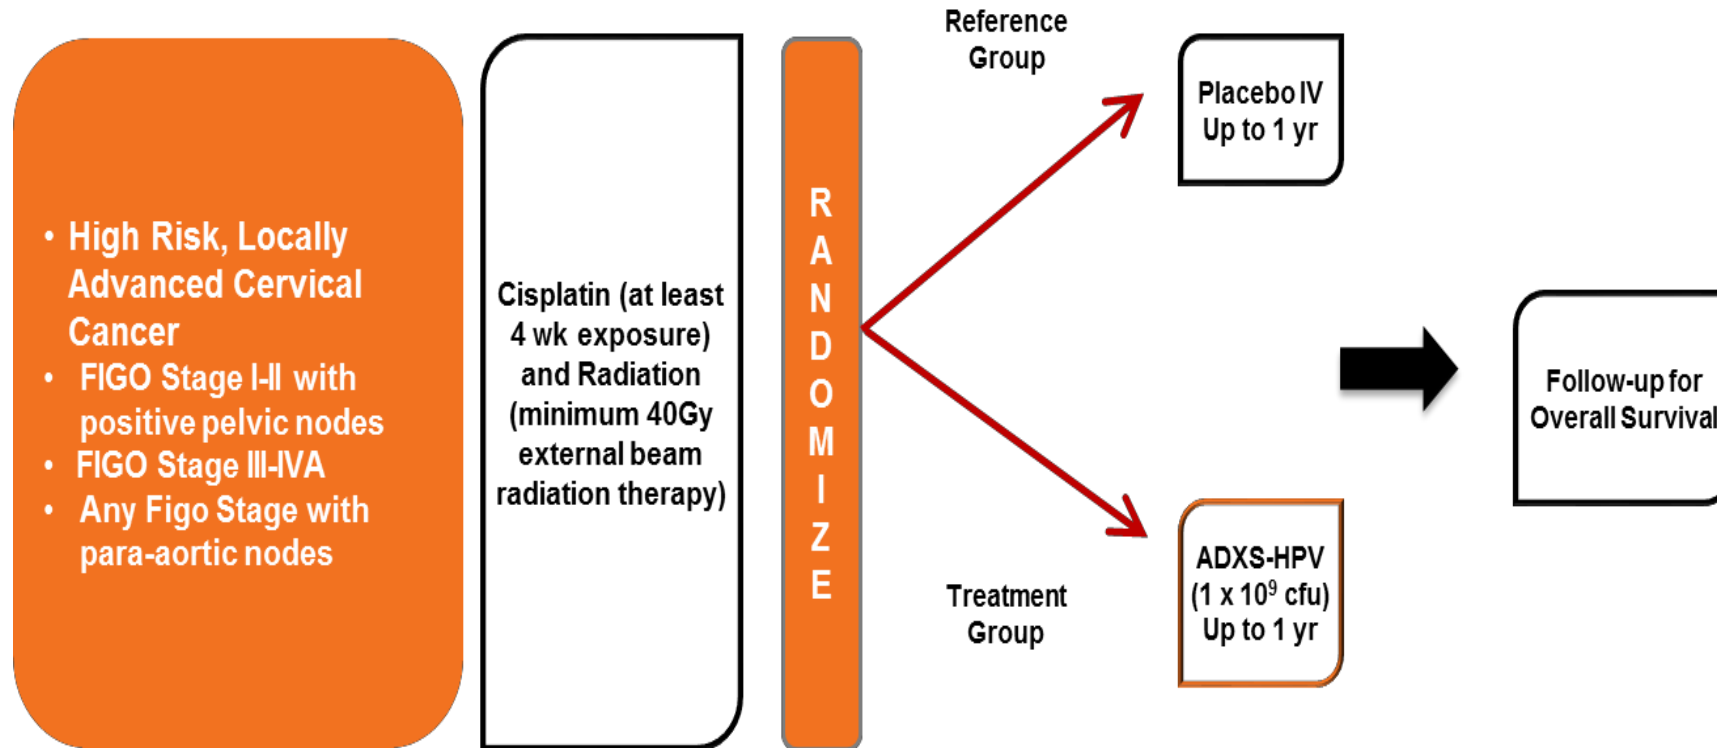 • High Risk, Locally
Advanced Cervical
Cancer
• FIGO Stage I-II with
positive pelvic nodes
• FIGO Stage III-IVA
• Any Figo Stage with
para-aortic nodes
Cisplatin (at least
4 wk exposure)
and Radiation
(minimum 40Gy
external beam
radiation therapy)
R
A
N
D
O
M
I
Z
E
Reference
Group
Placebo IV
Up to 1 yr
Treatment
Group
ADXS-HPV
(1 x 10⁹ cfu)
Up to 1 yr
Follow-up for
Overall Survival